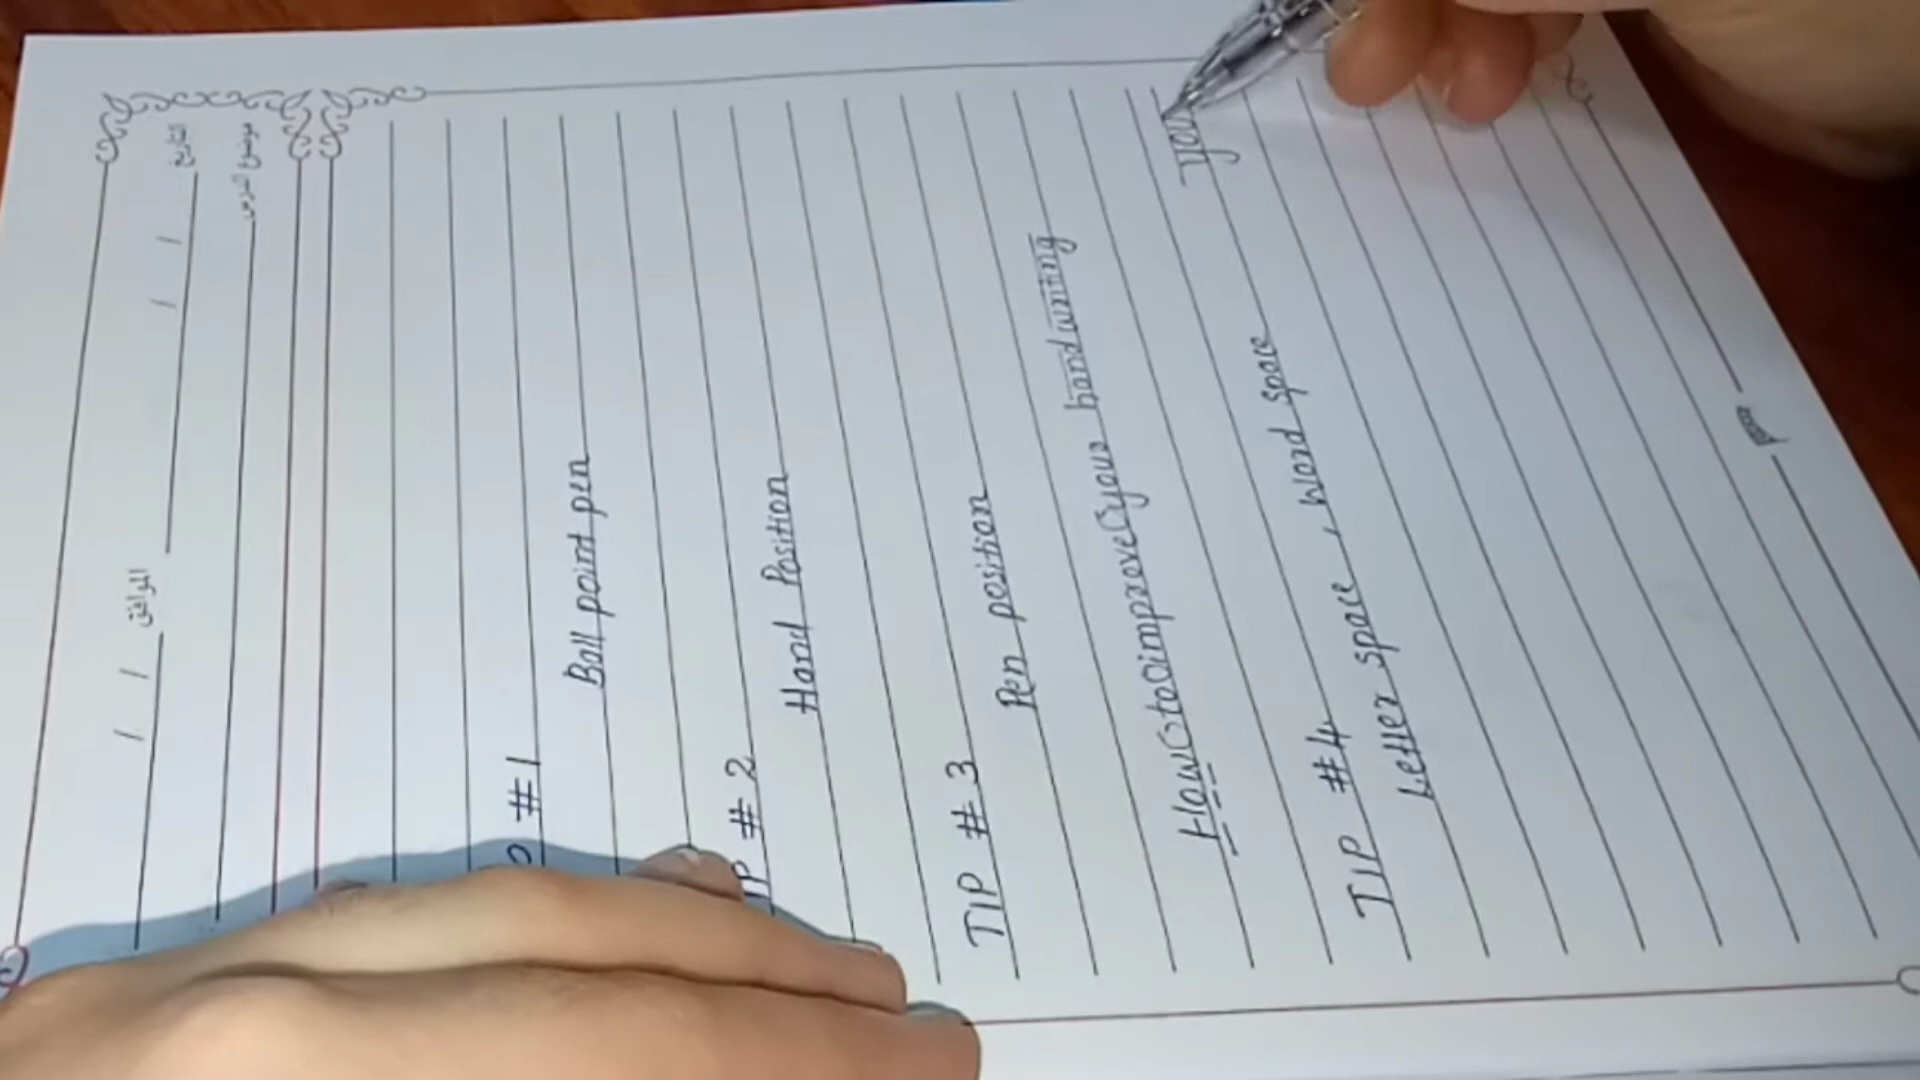 التاريخ / / الموافق / /
موضوع الدرس
#1
Ball point pen
TIP #2
Hand Position
TIP #3
Pen position
How to improve your handwriting
you
TIP #4
Letter space, word space